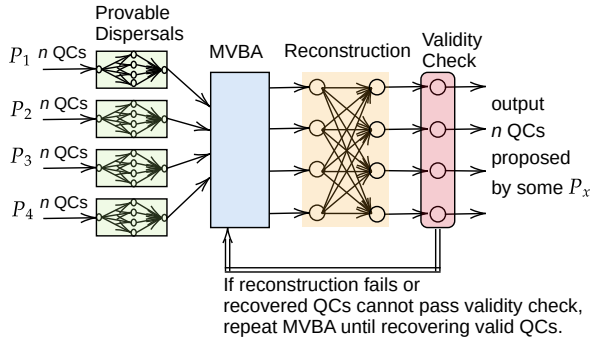 Provable
Dispersals
P1 n QCs
P2 n QCs
P3 n QCs
P4 n QCs
MVBA
Reconstruction
Validity
Check
output
n QCs
proposed
by some Px
If reconstruction fails or
recovered QCs cannot pass validity check,
repeat MVBA until recovering valid QCs.